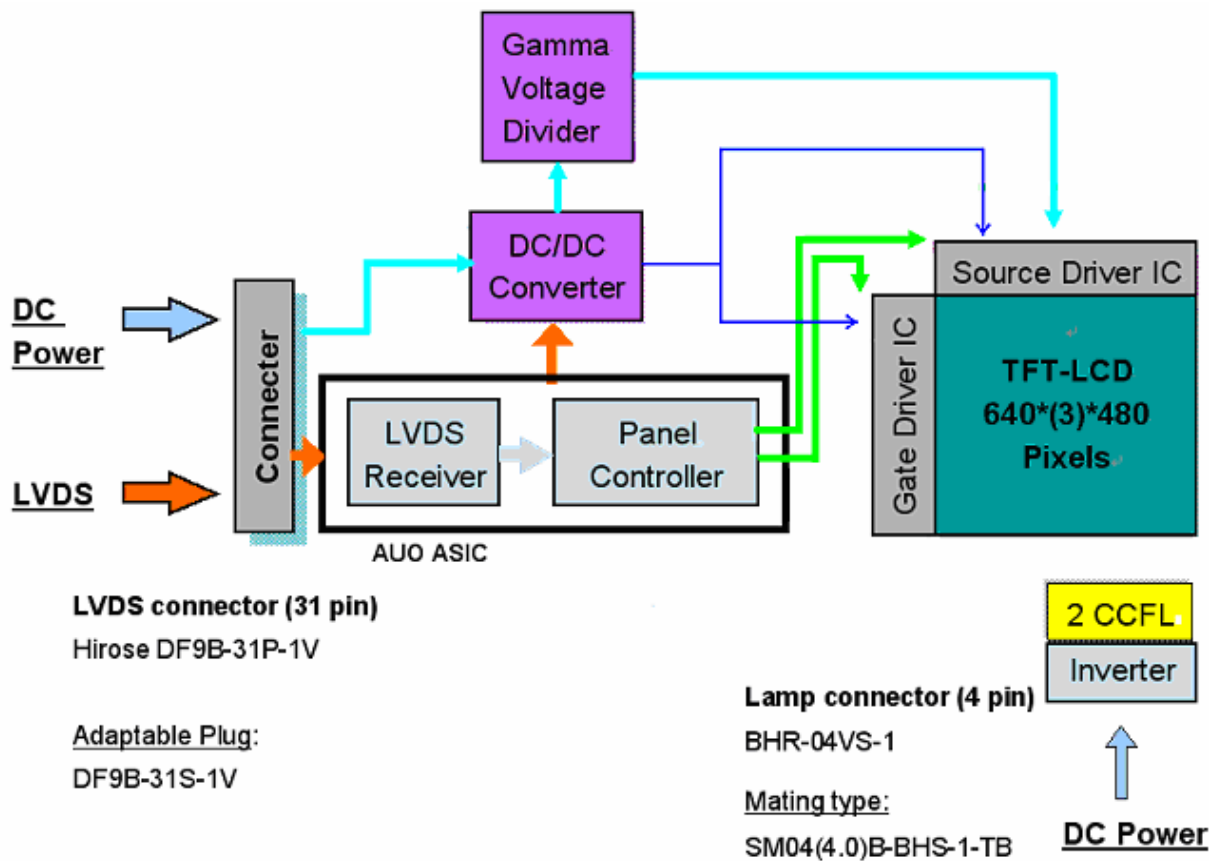 Gamma
Voltage
Divider
DC/DC
Converter
Source Driver IC
DC
Power
Connecter
Gate Driver IC
TFT-LCD
640*(3)*480
Pixels
LVDS
Receiver
Panel
Controller
LVDS
AUO ASIC
LVDS connector (31 pin)
Hirose DF9B-31P-1V
Adaptable Plug:
DF9B-31S-1V
2 CCFL
Inverter
Lamp connector (4 pin)
BHR-04VS-1
Mating type:
SM04(4.0)B-BHS-1-TB
DC Power